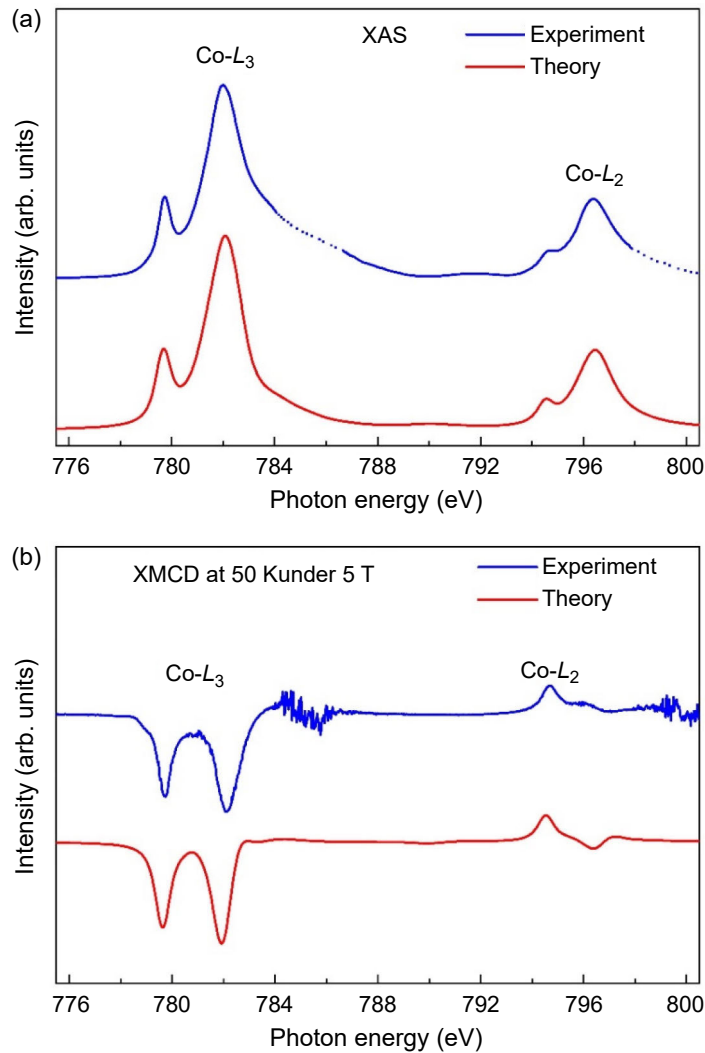 (a)
XAS
Experiment
Theory
Co-L3
Co-L2
Intensity (arb. units)
776 780 784 788 792 796 800
Photon energy (eV)
(b)
XMCD at 50 Kunder 5 T
Experiment
Theory
Co-L3
Co-L2
Intensity (arb. units)
776 780 784 788 792 796 800
Photon energy (eV)